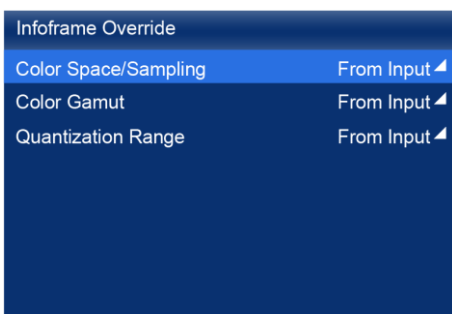 Infoframe Override
Color Space/Sampling From Input
Color Gamut From Input
Quantization Range From Input